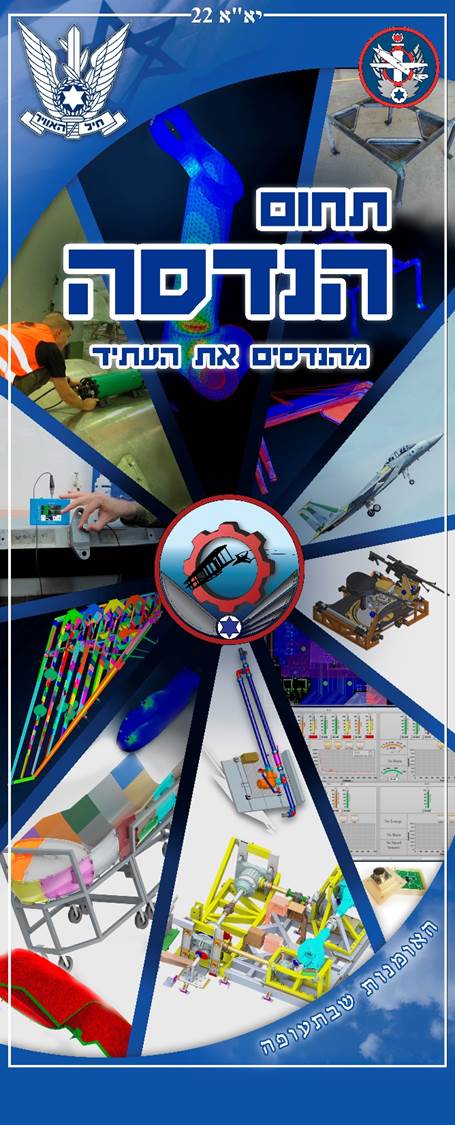 יא"א 22
חיל האוויר
תחום
הנדסה
מהנדסים את העתיד
האומנות שבתעופה